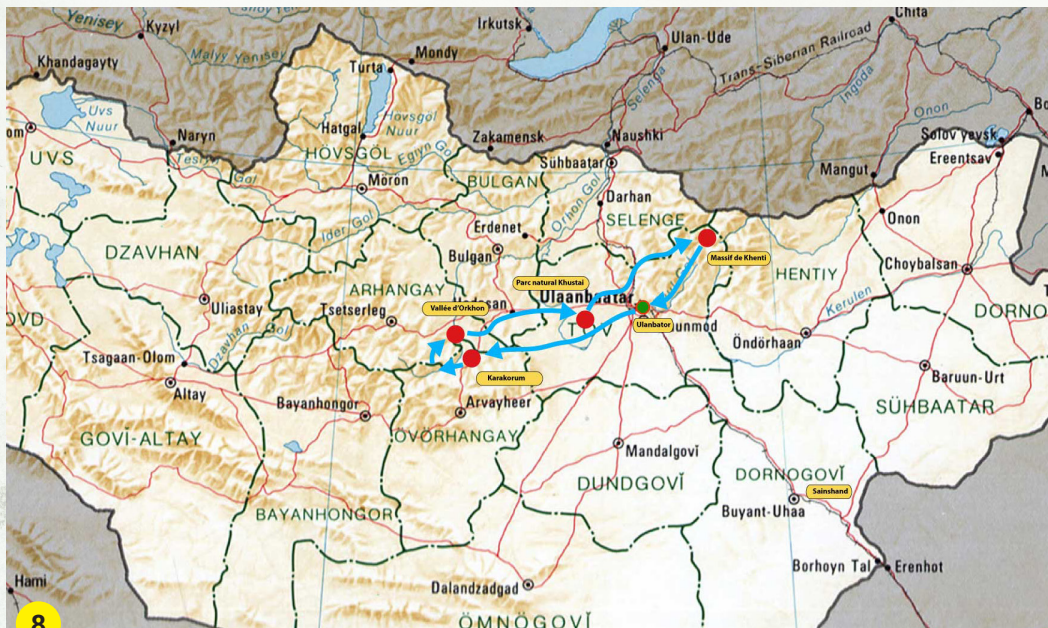 Yenisey
Kyzyl
Irkutsk
Chita
Khandagayty
Malyy Yenisey
Mondy
Ulan-Ude
Trans-Siberian Railroad
Turta
Selenga
Ingoda
Uvs
Nuur
Hövsgöl
Nuur
Onon
Naryn
Hatgal
Zakamensk
Naushki
Solov'yevsk
UVS
HÖVSGÖL
Egiyn Gol
Sühbaatar
Ereentsav
Mangut
Gol
Möron
BULGAN
Orhon Gol
Darhan
Onon
Ider Gol
Erdenet
SELENGE
DZAVHAN
Bulgan
Massif de Khenti
HENTIY
Choybalsan
ARHANGAY
Parc natural Khustai
Ulaanbaatar
Kerulen
Uliastay
Tsetserleg
Vallée d'Orkhon
Ulanbator
TÖV
DORNO
Dzavhan Gol
Öndörhaan
Tsagaan-Olom
Karakorum
Baruun-Urt
Altay
Bayanhongor
Arvayheer
SÜHBAATAR
GOVĬ-ALTAY
ÖVÖRHANGAY
Mandalgovĭ
DUNDGOVĬ
DORNOGOVĬ
Sainshand
BAYANHONGOR
Buyant-Uhaa
Borhoyn Tal
Erenhot
Hami
Dalandzadgad
ÖMNÖGOVĬ
8